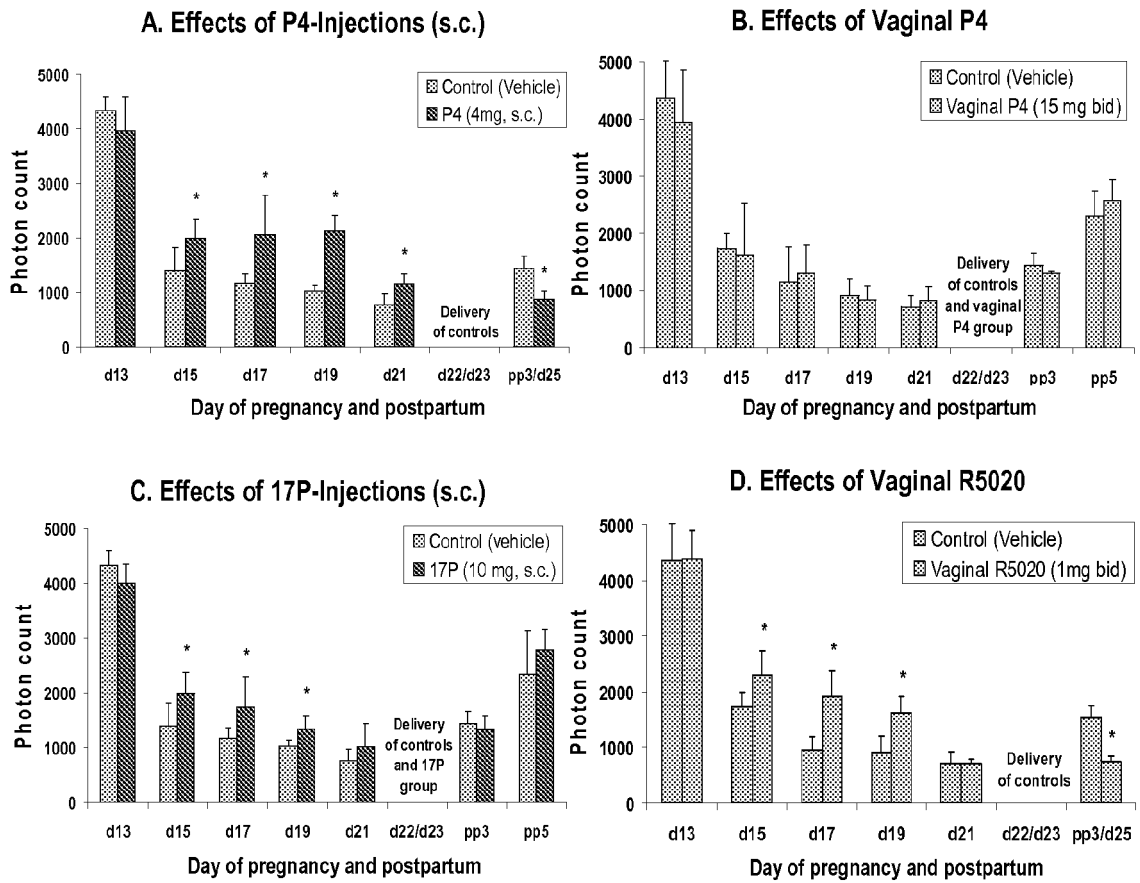 A. Effects of P4-Injections (s.c.)
Photon count
5000
4000
3000
2000
1000
0
Control (Vehicle)
P4 (4mg, s.c.)
*
*
*
*
*
Delivery
of controls
d13 d15 d17 d19 d21 d22/d23 pp3/d25
Day of pregnancy and postpartum
B. Effects of Vaginal P4
Photon count
5000
4000
3000
2000
1000
0
Control (Vehicle)
Vaginal P4 (15 mg bid)
Delivery
of controls
and vaginal
P4 group
d13 d15 d17 d19 d21 d22/d23 pp3 pp5
Day of pregnancy and postpartum
C. Effects of 17P-Injections (s.c.)
Photon count
5000
4000
3000
2000
1000
0
Control (vehicle)
17P (10 mg, s.c.)
*
*
*
Delivery
of controls
and 17P
group
d13 d15 d17 d19 d21 d22/d23 pp3 pp5
Day of pregnancy and postpartum
D. Effects of Vaginal R5020
Photon count
5000
4000
3000
2000
1000
0
Control (Vehicle)
Vaginal R5020 (1mg bid)
*
*
*
*
Delivery
of controls
d13 d15 d17 d19 d21 d22/d23 pp3/d25
Day of pregnancy and postpartum